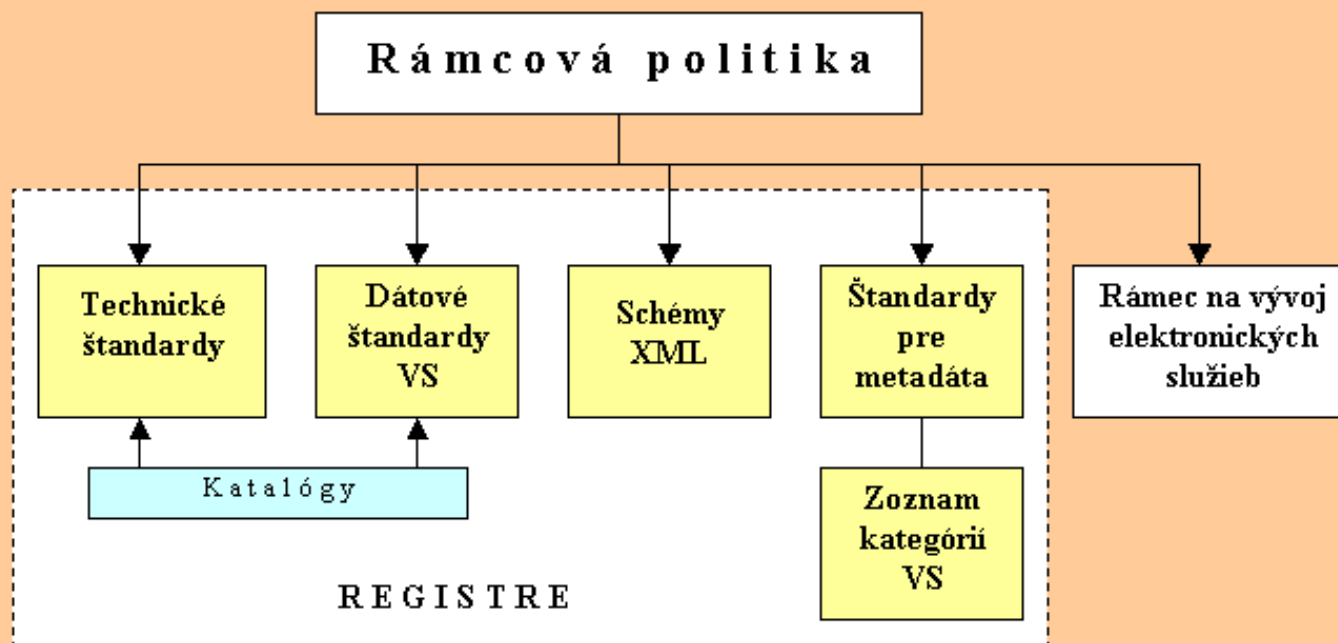 Rámcová politika
Technické
štandardy
Dátové
štandardy
VS
Schémy
XML
Štandardy
pre
metadáta
Rámec na vývoj
elektronických
služieb
Katalógy
Zoznam
kategórií
VS
REGISTRE